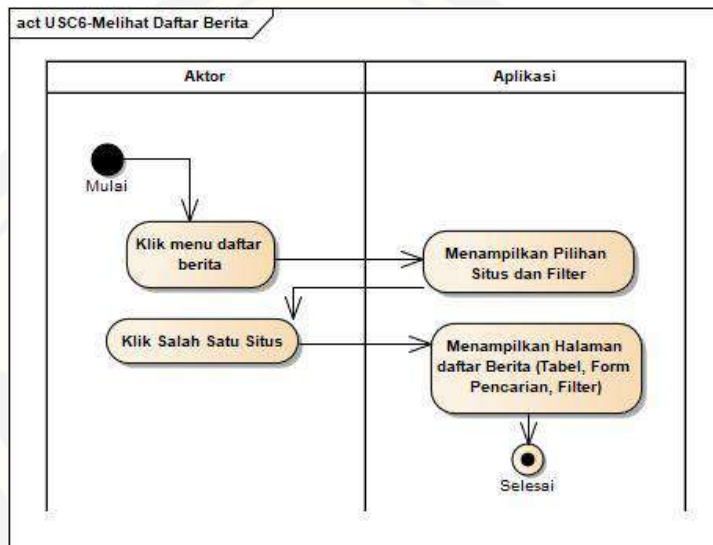 act USC6-Melihat Daftar Berita
Aktor
Aplikasi
Mulai
Klik menu daftar
berita
Menampilkan Pilihan
Situs dan Filter
Klik Salah Satu Situs
Menampilkan Halaman
daftar Berita (Tabel, Form
Pencarian, Filter)
Selesai